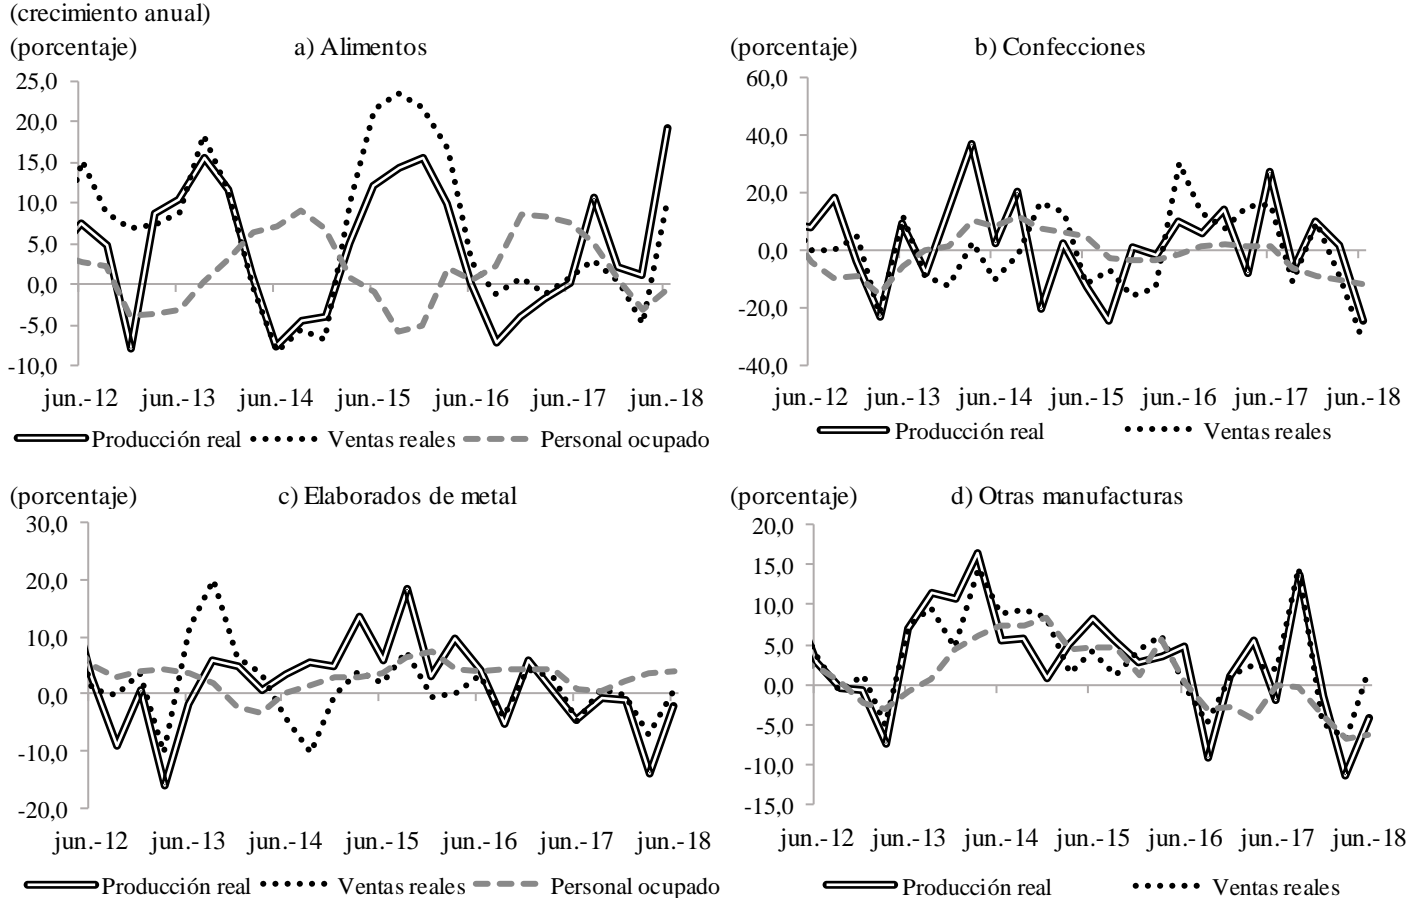 (crecimiento anual)
(porcentaje) a) Alimentos
25,0
20,0
15,0
10,0
5,0
0,0
-5,0
-10,0
jun.-12 jun.-13 jun.-14 jun.-15 jun.-16 jun.-17 jun.-18
Producción real Ventas reales Personal ocupado
(porcentaje) b) Confecciones
60,0
40,0
20,0
0,0
-20,0
-40,0
jun.-12 jun.-13 jun.-14 jun.-15 jun.-16 jun.-17 jun.-18
Producción real Ventas reales
(porcentaje) c) Elaborados de metal
30,0
20,0
10,0
0,0
-10,0
-20,0
jun.-12 jun.-13 jun.-14 jun.-15 jun.-16 jun.-17 jun.-18
Producción real Ventas reales Personal ocupado
(porcentaje) d) Otras manufacturas
20,0
15,0
10,0
5,0
0,0
-5,0
-10,0
-15,0
jun.-12 jun.-13 jun.-14 jun.-15 jun.-16 jun.-17 jun.-18
Producción real Ventas reales